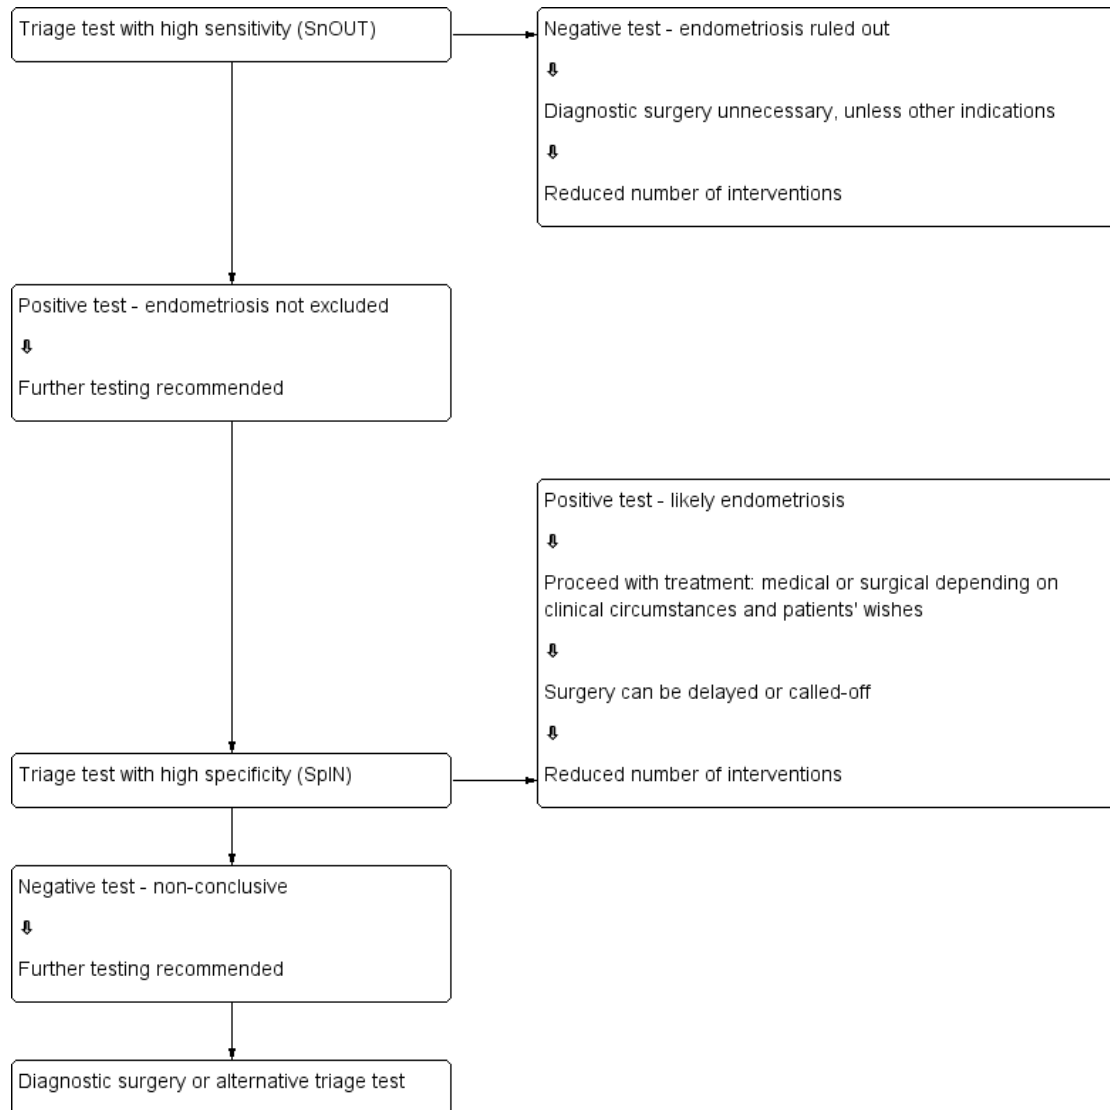 Triage test with high sensitivity (SnOUT)
Negative test - endometriosis ruled out
⇩
Diagnostic surgery unnecessary, unless other indications
⇩
Reduced number of interventions
Positive test - endometriosis not excluded
⇩
Further testing recommended
Triage test with high specificity (SpIN)
Positive test - likely endometriosis
⇩
Proceed with treatment: medical or surgical depending on
clinical circumstances and patients' wishes
⇩
Surgery can be delayed or called-off
⇩
Reduced number of interventions
Negative test - non-conclusive
⇩
Further testing recommended
Diagnostic surgery or alternative triage test